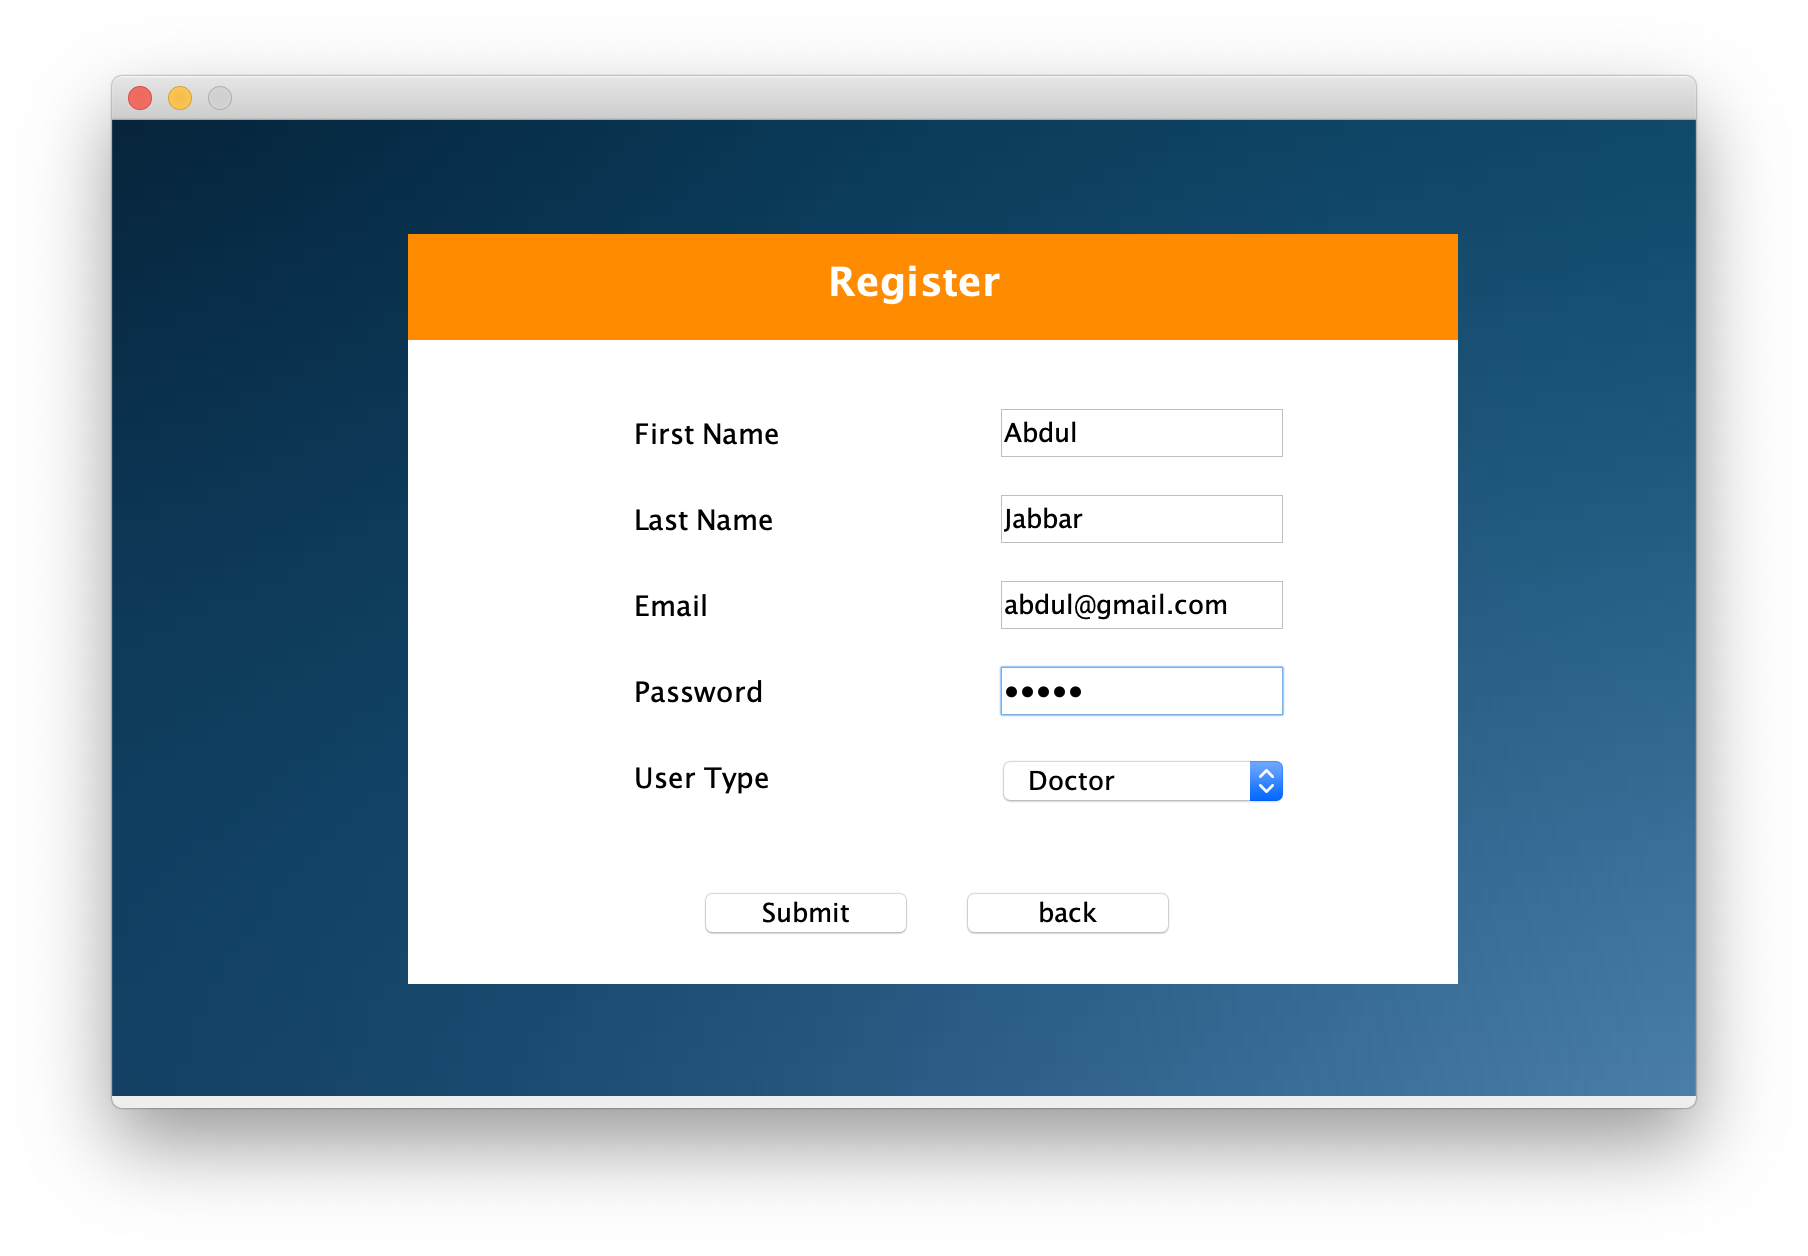 Register
First Name Abdul
Last Name Jabbar
Email abdul@gmail.com
Password •••••
User Type Doctor
Submit back